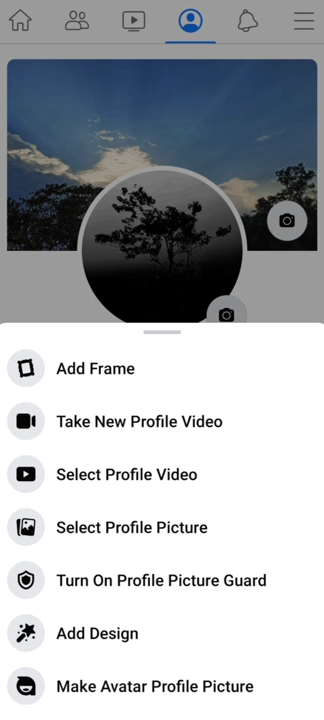 Add Frame
Take New Profile Video
Select Profile Video
Select Profile Picture
Turn On Profile Picture Guard
Add Design
Make Avatar Profile Picture